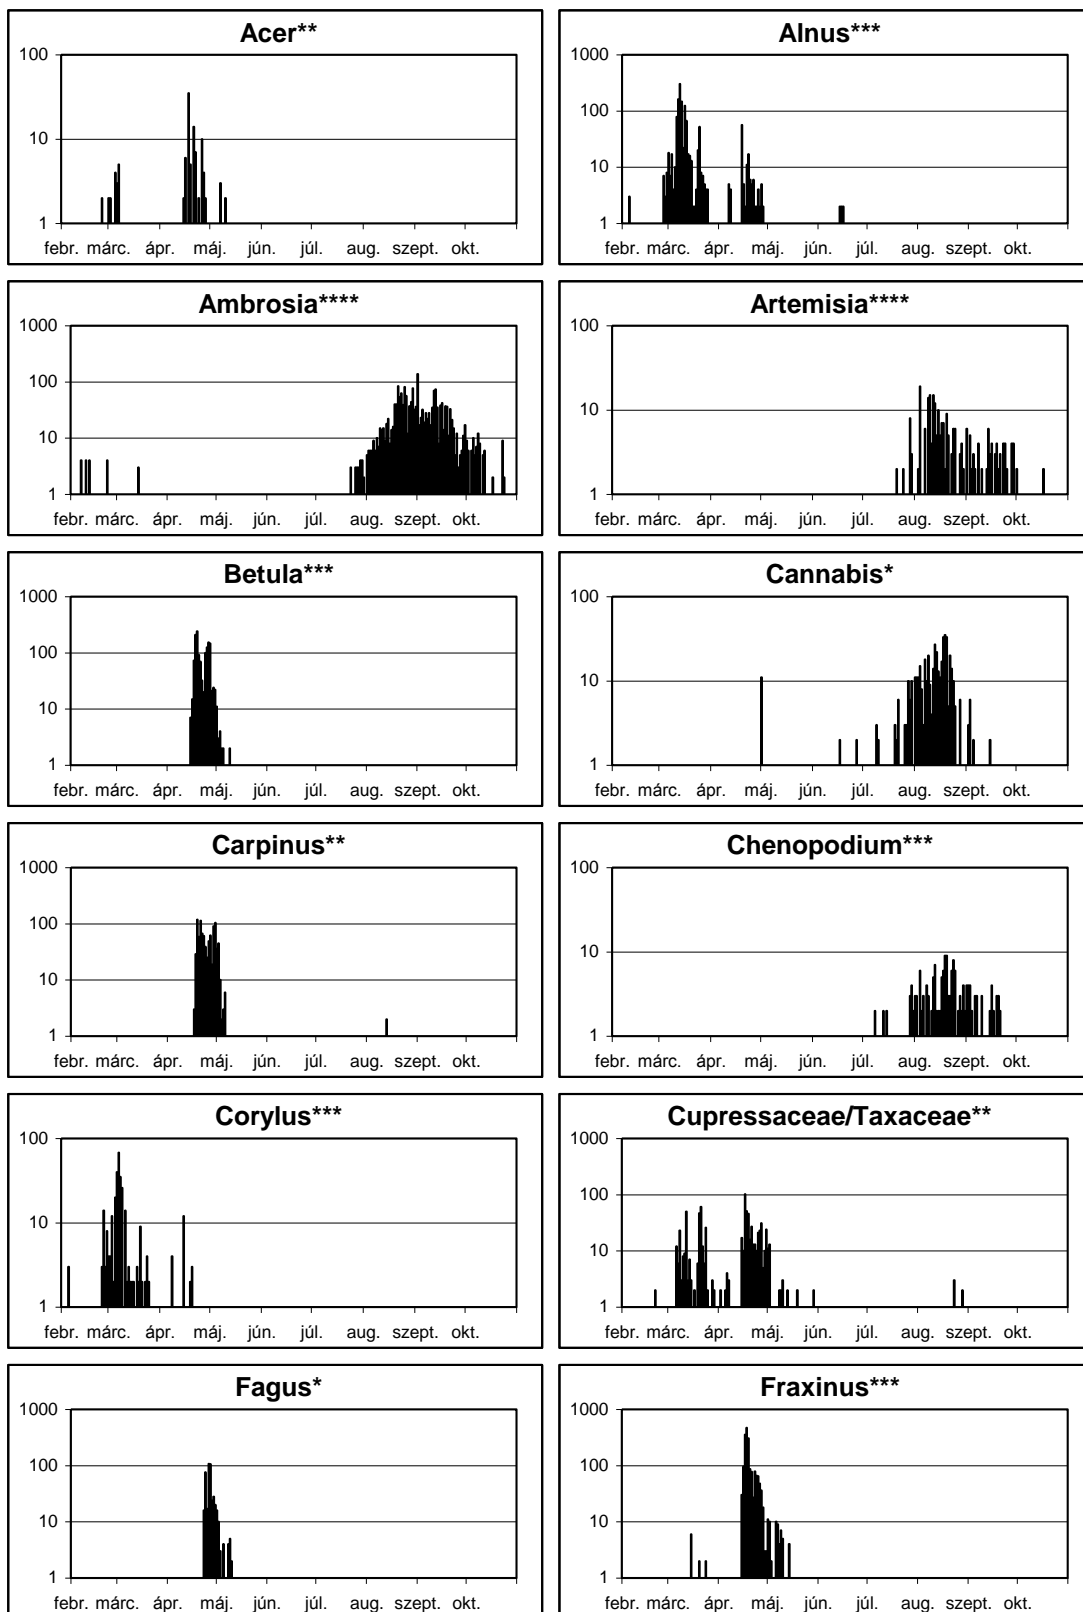 Acer**
100
10
1
febr. márc. ápr. máj. jún. júl. aug. szept. okt.
Alnus***
1000
100
10
1
febr. márc. ápr. máj. jún. júl. aug. szept. okt.
Ambrosia****
1000
100
10
1
febr. márc. ápr. máj. jún. júl. aug. szept. okt.
Artemisia****
100
10
1
febr. márc. ápr. máj. jún. júl. aug. szept. okt.
Betula***
1000
100
10
1
febr. márc. ápr. máj. jún. júl. aug. szept. okt.
Cannabis*
100
10
1
febr. márc. ápr. máj. jún. júl. aug. szept. okt.
Carpinus**
1000
100
10
1
febr. márc. ápr. máj. jún. júl. aug. szept. okt.
Chenopodium***
100
10
1
febr. márc. ápr. máj. jún. júl. aug. szept. okt.
Corylus***
100
10
1
febr. márc. ápr. máj. jún. júl. aug. szept. okt.
Cupressaceae/Taxaceae**
1000
100
10
1
febr. márc. ápr. máj. jún. júl. aug. szept. okt.
Fagus*
1000
100
10
1
febr. márc. ápr. máj. jún. júl. aug. szept. okt.
Fraxinus***
1000
100
10
1
febr. márc. ápr. máj. jún. júl. aug. szept. okt.